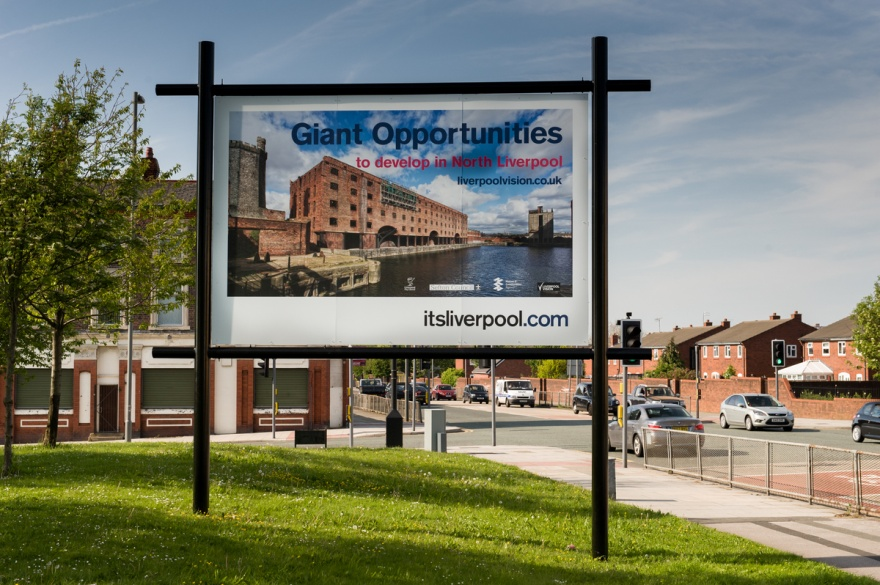 Giant Opportunities
to develop in North Liverpool
liverpoolvision.co.uk
itsliverpool.com